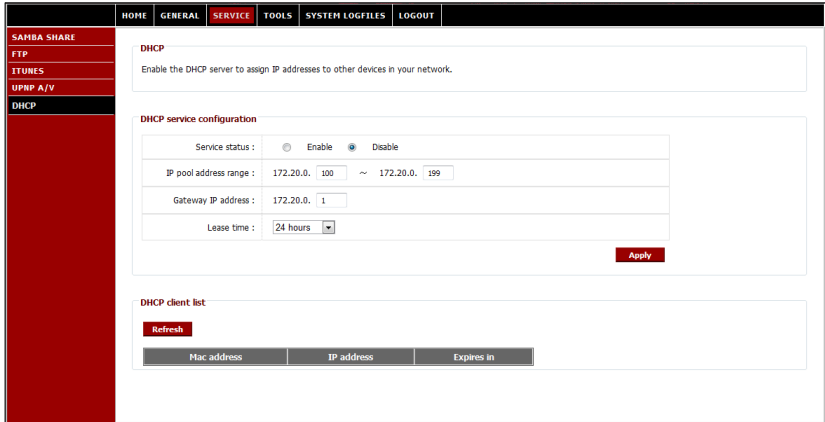 HOME GENERAL SERVICE TOOLS SYSTEM LOGFILES LOGOUT
SAMBA SHARE
FTP
ITUNES
UPNP A/V
DHCP
DHCP
Enable the DHCP server to assign IP addresses to other devices in your network.
DHCP service configuration
Service status : Enable Disable
IP pool address range : 172.20.0. 100 ~ 172.20.0. 199
Gateway IP address : 172.20.0. 1
Lease time : 24 hours
Apply
DHCP client list
Refresh
Mac address IP address Expires in